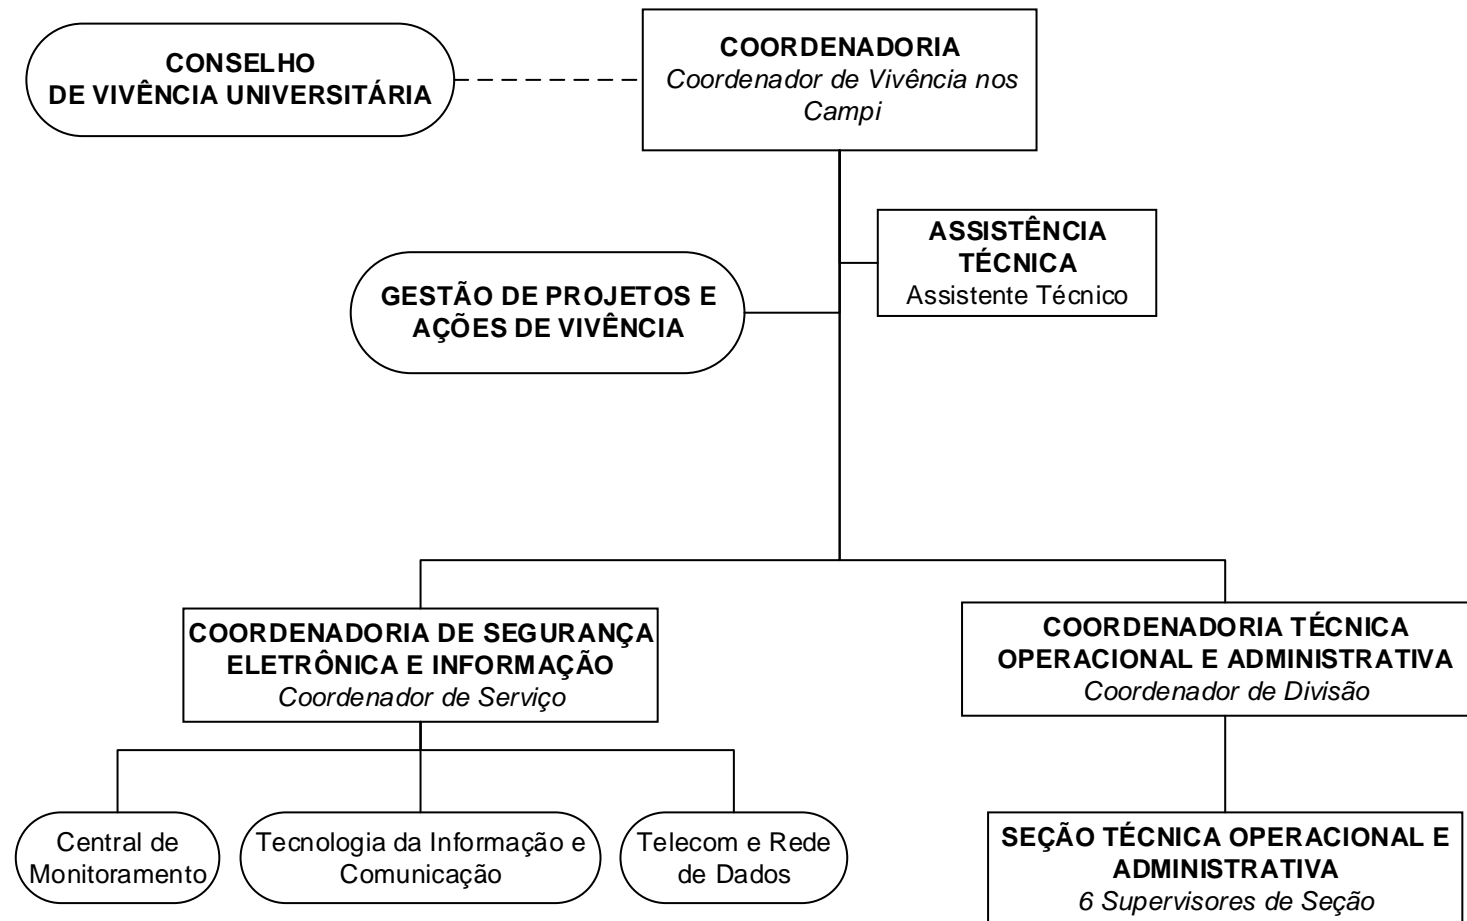 CONSELHO
DE VIVÊNCIA UNIVERSITÁRIA
COORDENADORIA
Coordenador de Vivência nos
Campi
ASSISTÊNCIA
TÉCNICA
Assistente Técnico
GESTÃO DE PROJETOS E
AÇÕES DE VIVÊNCIA
COORDENADORIA DE SEGURANÇA
ELETRÔNICA E INFORMAÇÃO
Coordenador de Serviço
COORDENADORIA TÉCNICA
OPERACIONAL E ADMINISTRATIVA
Coordenador de Divisão
Central de
Monitoramento
Tecnologia da Informação e
Comunicação
Telecom e Rede
de Dados
SEÇÃO TÉCNICA OPERACIONAL E
ADMINISTRATIVA
6 Supervisores de Seção